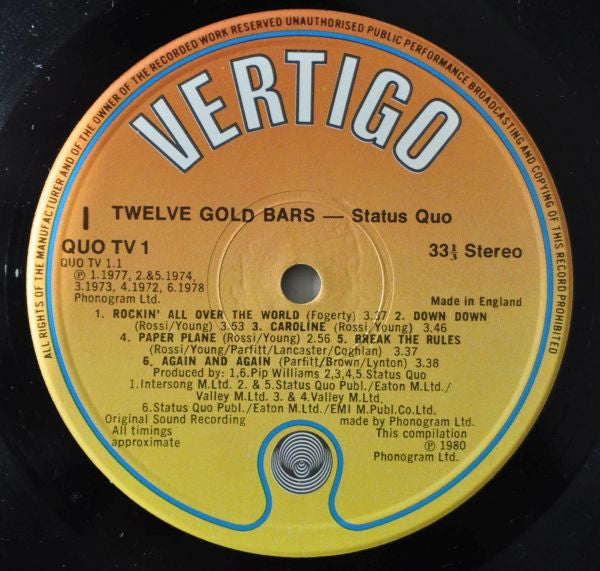 ALL RIGHTS OF THE MANUFACTURER AND OF THE OWNER OF THE RECORDED WORK RESERVED UNAUTHORISED PUBLIC PERFORMANCE BROADCASTING AND COPYING OF THIS RECORD PROHIBITED
VERTIGO
I TWELVE GOLD BARS — Status Quo
QUO TV 1 33⅓ Stereo
QUO TV 1.1
℗ 1.1977, 2.&5.1974,
3.1973, 4.1972, 6.1978
Phonogram Ltd. Made in England
1. ROCKIN' ALL OVER THE WORLD (Fogerty) 3.37 2. DOWN DOWN
(Rossi/Young) 3.53 3. CAROLINE (Rossi/Young) 3.46
4. PAPER PLANE (Rossi/Young) 2.56 5. BREAK THE RULES
(Rossi/Young/Parfitt/Lancaster/Coghlan) 3.37
6. AGAIN AND AGAIN (Parfitt/Brown/Lynton) 3.38
Produced by: 1,6.Pip Williams 2,3,4,5.Status Quo
1.Intersong M.Ltd. 2. & 5.Status Quo Publ./Eaton M.Ltd./
Valley M.Ltd. 3. & 4.Valley M.Ltd.
6.Status Quo Publ./Eaton M.Ltd./EMI M.Publ.Co.Ltd.
Original Sound Recording made by Phonogram Ltd.
All timings This compilation
approximate ℗ 1980
Phonogram Ltd.